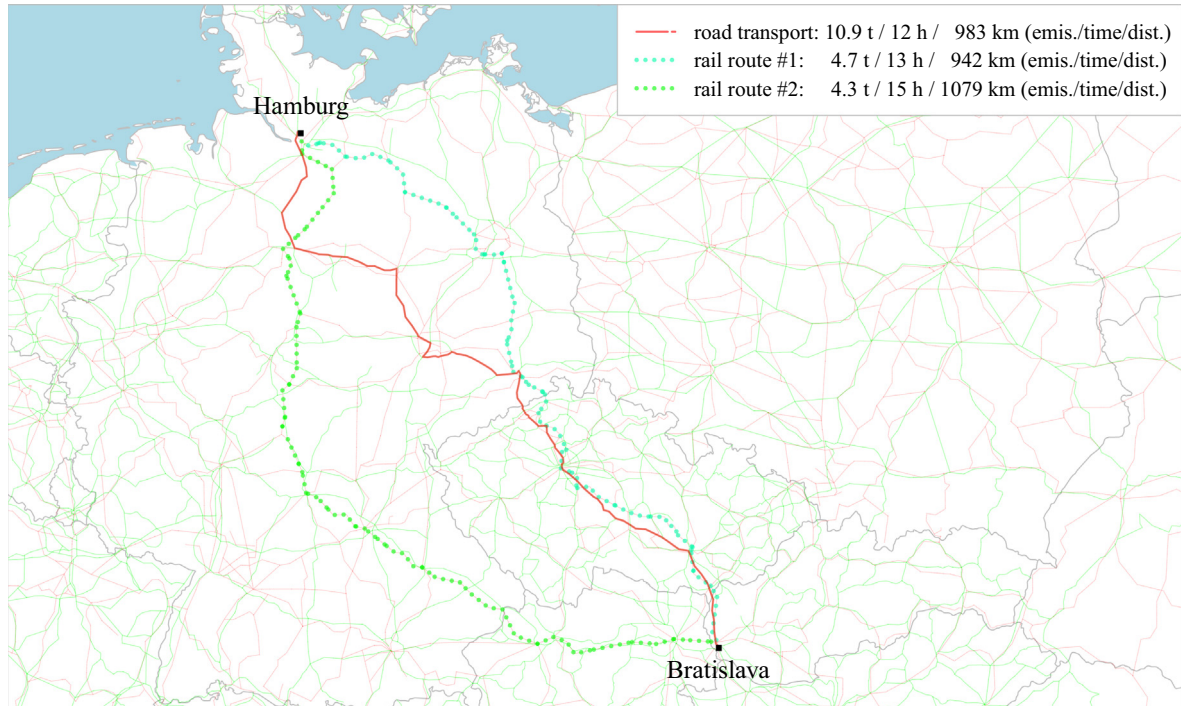 road transport: 10.9 t / 12 h / 983 km (emis./time/dist.)
rail route #1: 4.7 t / 13 h / 942 km (emis./time/dist.)
rail route #2: 4.3 t / 15 h / 1079 km (emis./time/dist.)
Hamburg
Bratislava